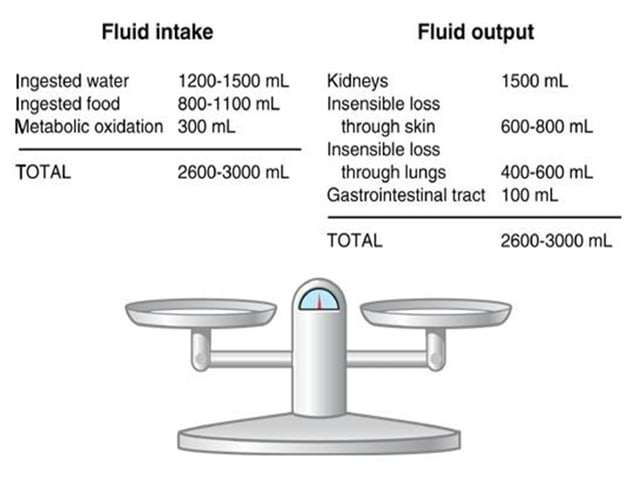 Fluid intake
Ingested water 1200-1500 mL
Ingested food 800-1100 mL
Metabolic oxidation 300 mL
TOTAL 2600-3000 mL
Fluid output
Kidneys 1500 mL
Insensible loss
through skin 600-800 mL
Insensible loss
through lungs 400-600 mL
Gastrointestinal tract 100 mL
TOTAL 2600-3000 mL